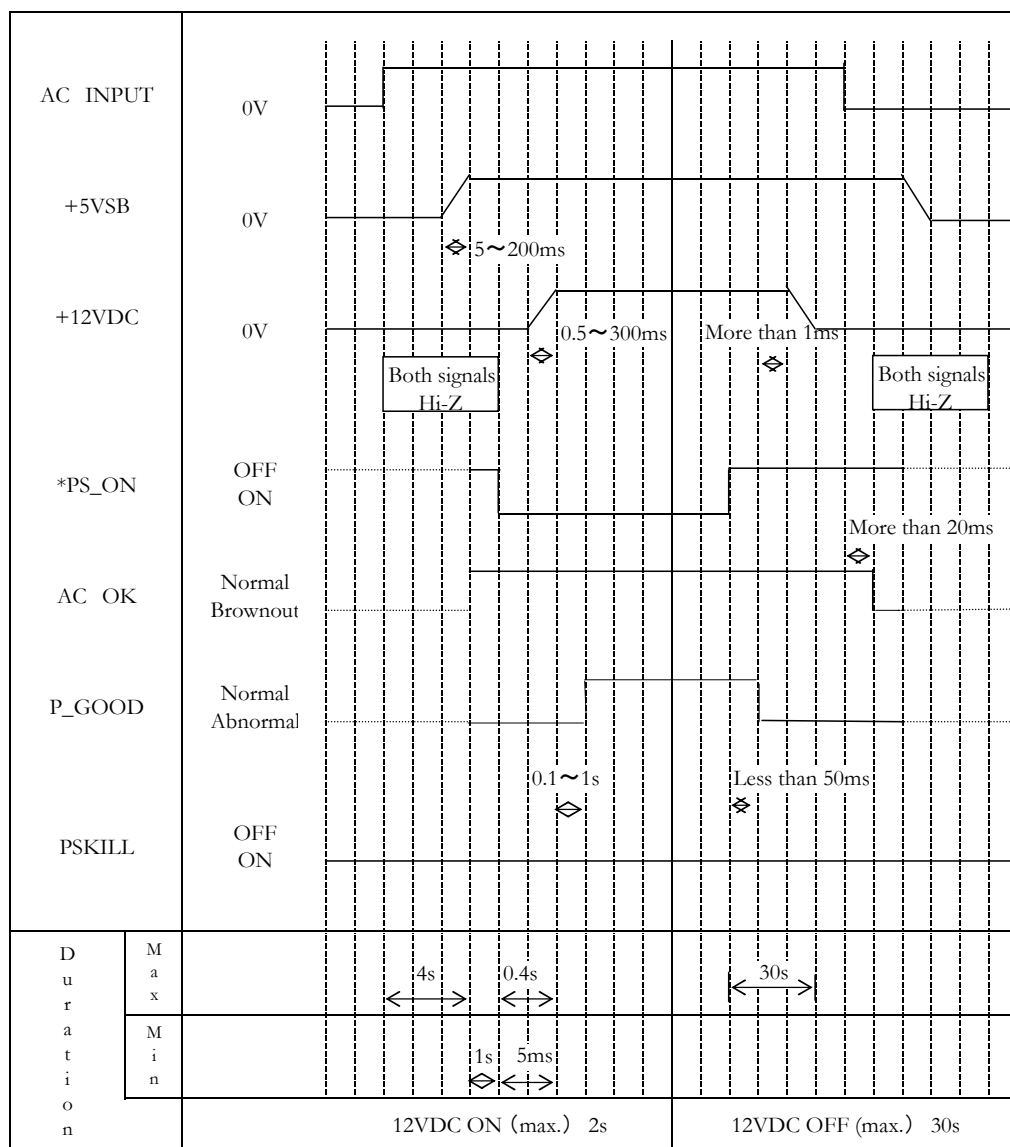 AC INPUT
0V
+5VSB
0V
5～200ms
+12VDC
0V
0.5～300ms
More than 1ms
Both signals
Hi-Z
Both signals
Hi-Z
*PS_ON
OFF
ON
More than 20ms
AC OK
Normal
Brownout
P_GOOD
Normal
Abnormal
0.1～1s
Less than 50ms
PSKILL
OFF
ON
Duration
Max
4s
0.4s
30s
Min
1s
5ms
12VDC ON（max.） 2s
12VDC OFF (max.） 30s